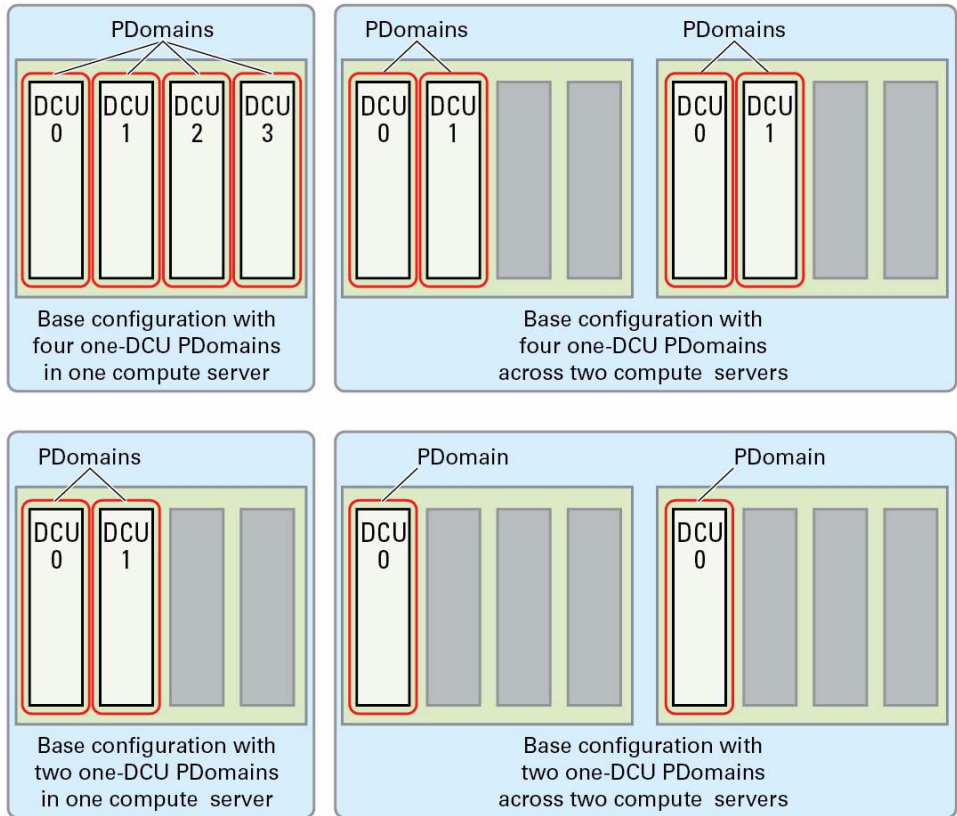 PDomains
DCU
0
DCU
1
DCU
2
DCU
3
Base configuration with
four one-DCU PDomains
in one compute server
PDomains
PDomains
DCU
0
DCU
1
DCU
0
DCU
1
Base configuration with
four one-DCU PDomains
across two compute servers
PDomains
DCU
0
DCU
1
Base configuration with
two one-DCU PDomains
in one compute server
PDomain
PDomain
DCU
0
DCU
0
Base configuration with
two one-DCU PDomains
across two compute servers